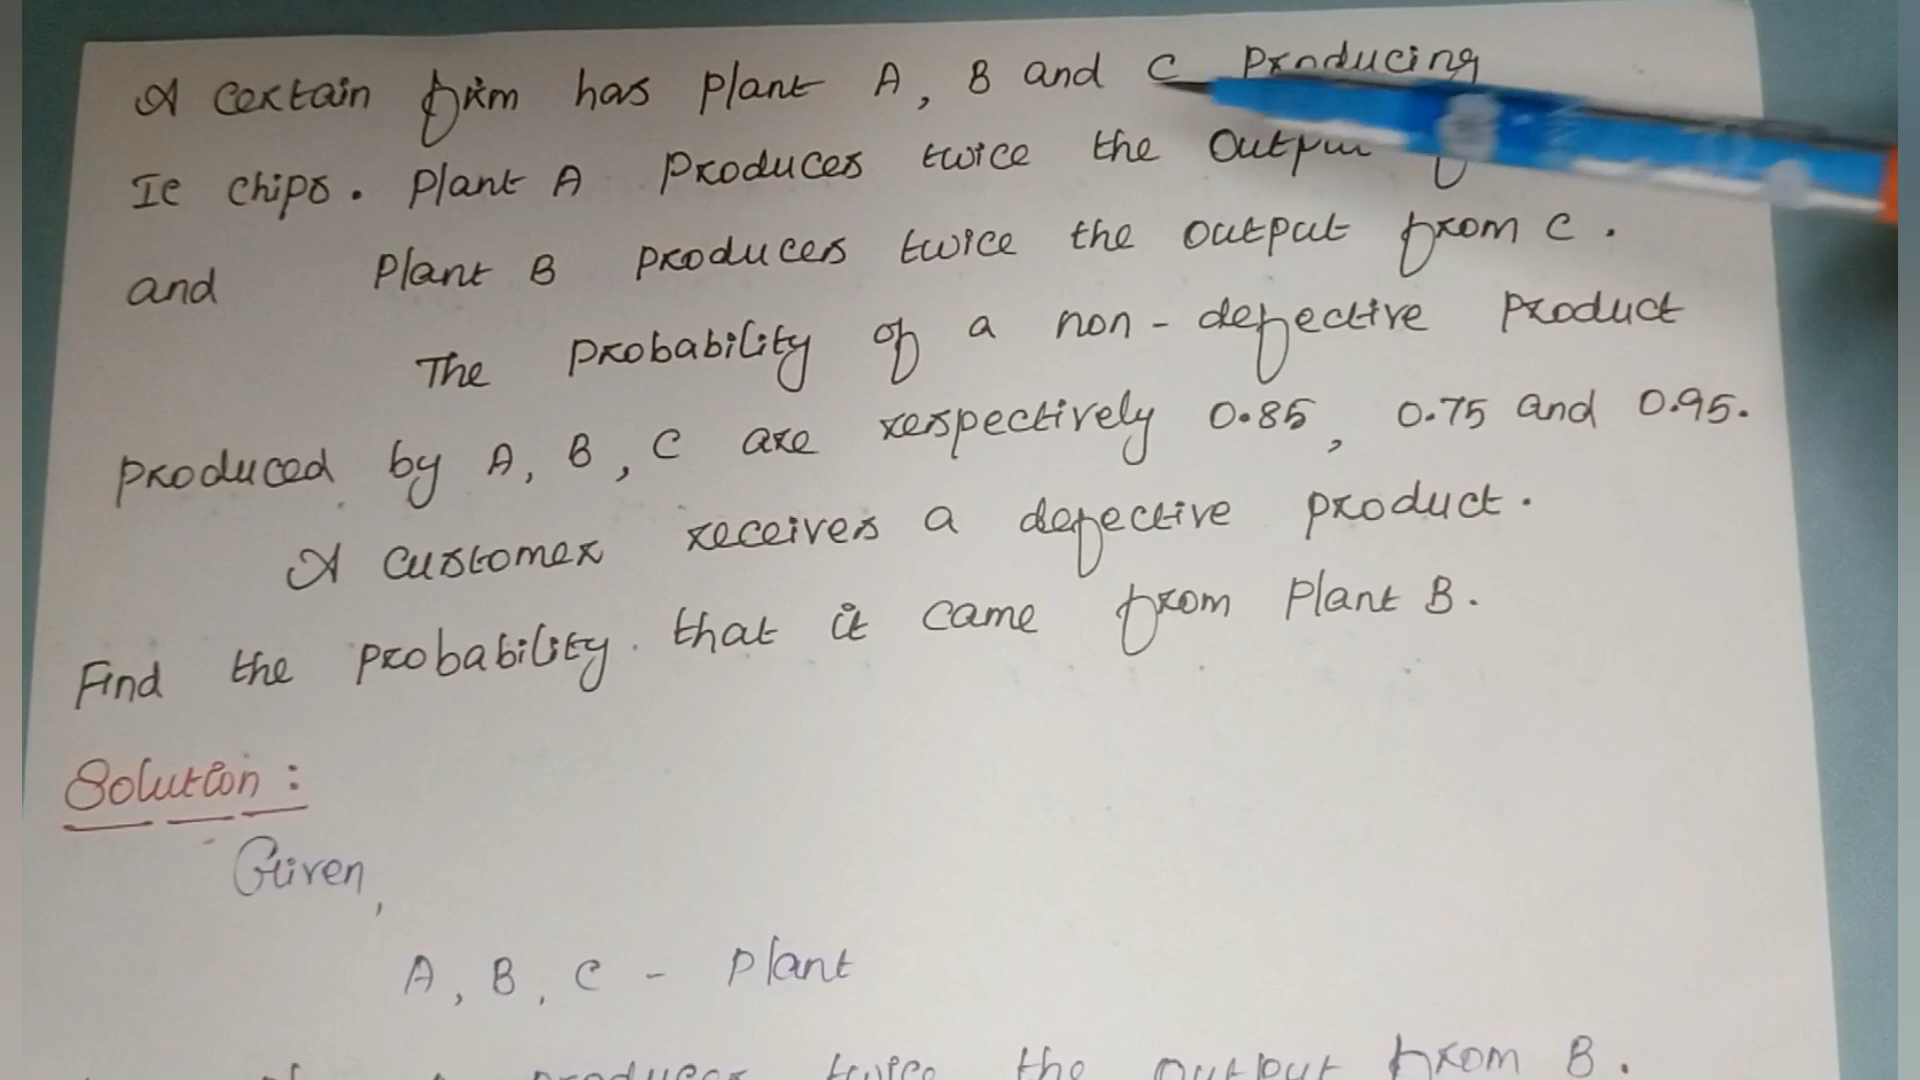 A certain firm has plant A, B and C producing
Ic chips. Plant A produces twice the
and Plant B produces twice the output from C.
The probability of a non-defective product
produced by A, B, C are respectively 0.85, 0.75 and 0.95.
A customer receives a defective product.
Find the probability that it came from plant B.
Solution:
Given,
A, B, C - plant
produces twice the output from B.